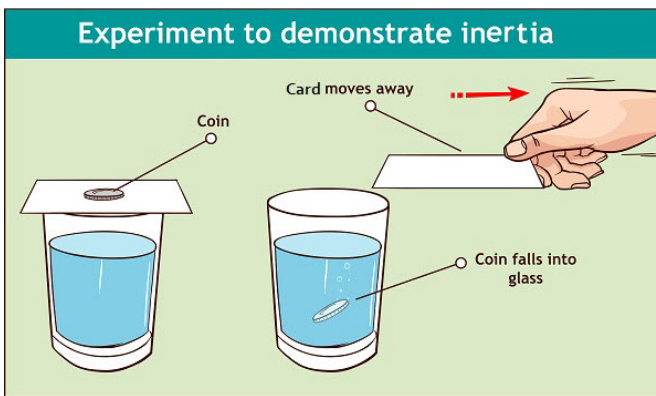 Experiment to demonstrate inertia
Card moves away
Coin
Coin falls into
glass